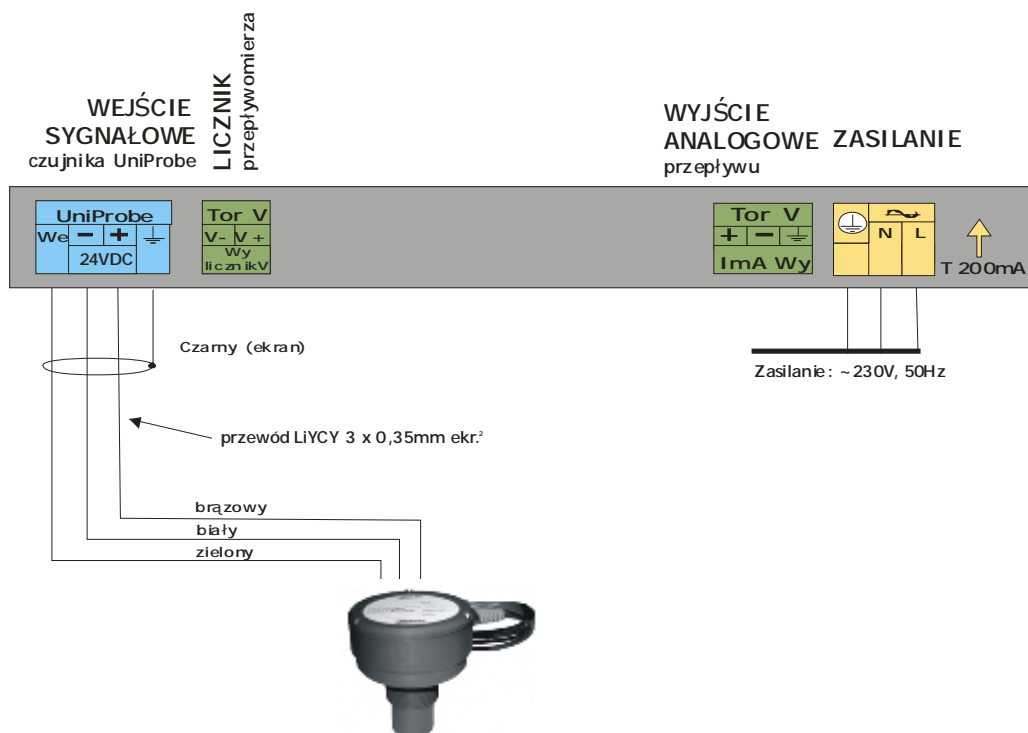 WEJŚCIE
SYGNAŁOWE
czujnika UniProbe
LICZNIK
przepływomierza
WYJŚCIE
ANALOGOWE
przepływu
ZASILANIE
UniProbe
We - +
24VDC
Tor V
V- V +
Wy
licznikV
Tor V
+ -
ImA Wy
N L
T 200mA
Czarny (ekran)
Zasilanie: ~230V, 50Hz
przewód LiYCY 3 x 0,35mm ekr.²
brązowy
biały
zielony